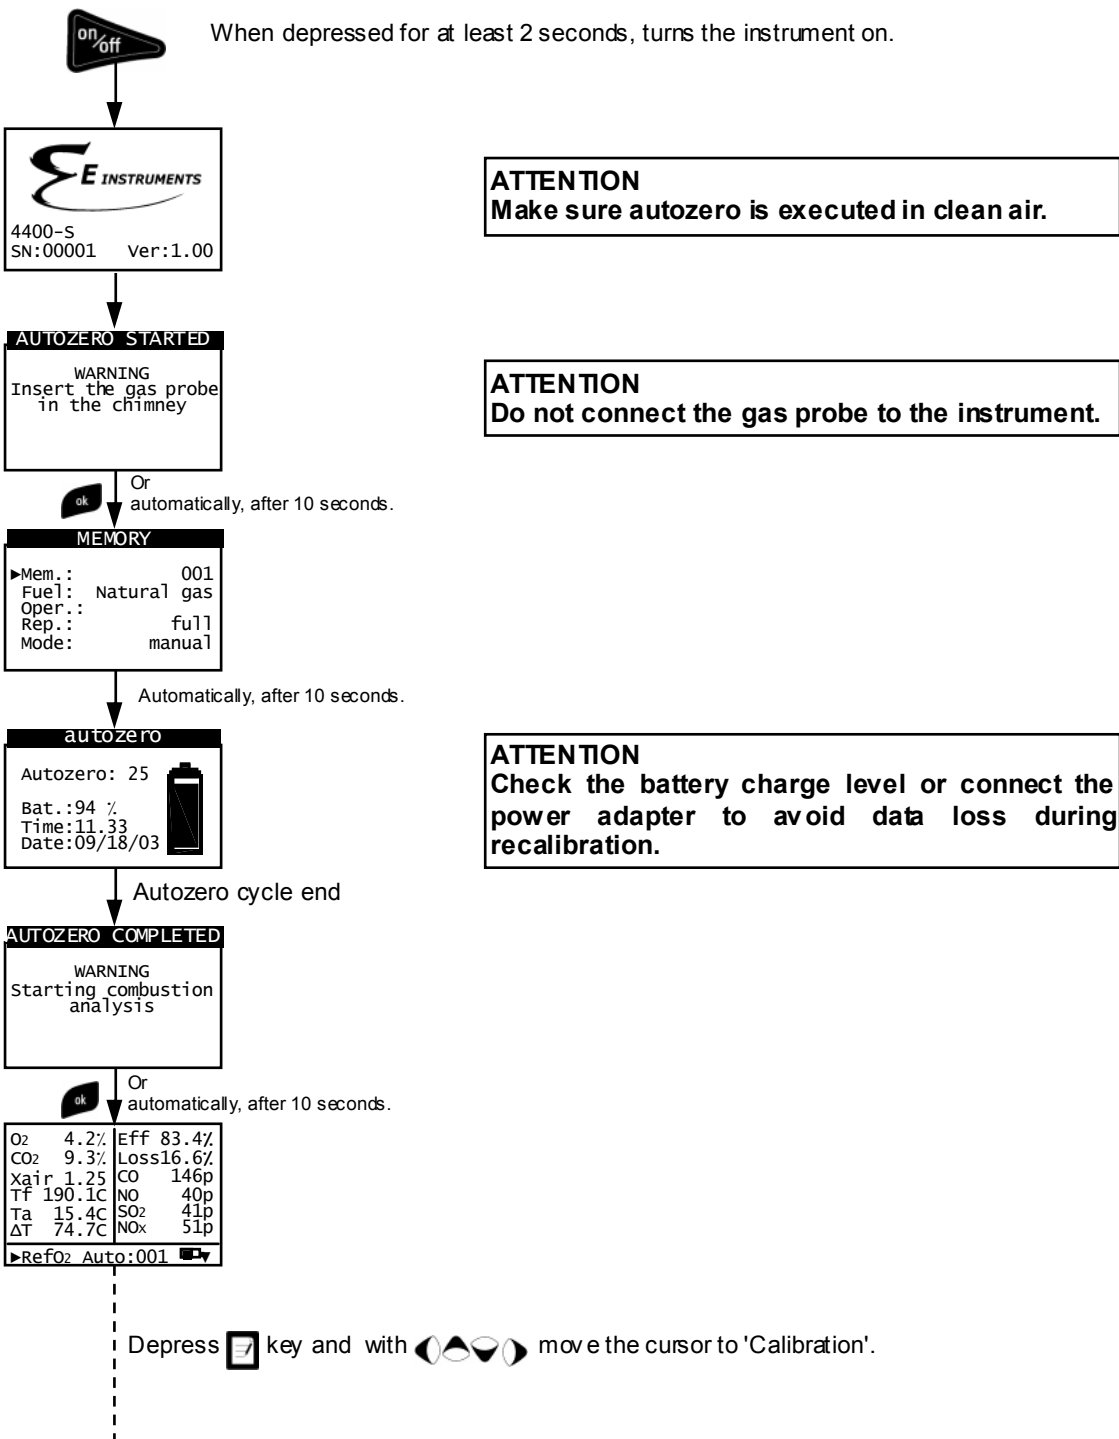 on/off
When depressed for at least 2 seconds, turns the instrument on.
E INSTRUMENTS
4400-S
SN:00001 Ver:1.00
ATTENTION
Make sure autozero is executed in clean air.
AUTOZERO STARTED
WARNING
Insert the gas probe
in the chimney
ATTENTION
Do not connect the gas probe to the instrument.
ok
Or
automatically, after 10 seconds.
MEMORY
▶Mem.: 001
Fuel: Natural gas
Oper.:
Rep.: full
Mode: manual
Automatically, after 10 seconds.
autozero
Autozero: 25
Bat.:94 %
Time:11.33
Date:09/18/03
ATTENTION
Check the battery charge level or connect the
power adapter to avoid data loss during
recalibration.
Autozero cycle end
AUTOZERO COMPLETED
WARNING
Starting combustion
analysis
ok
Or
automatically, after 10 seconds.
O2 4.2% Eff 83.4%
CO2 9.3% Loss16.6%
Xair 1.25 CO 146p
Tf 190.1C NO 40p
Ta 15.4C SO2 41p
ΔT 74.7C NOx 51p
▶RefO2 Auto:001
Depress key and with move the cursor to 'Calibration'.